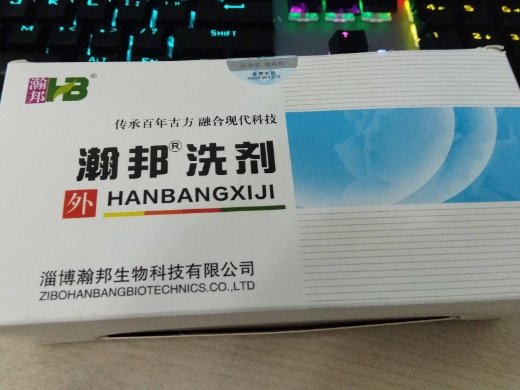 SHIFT
ALT
瀚邦 HB®
传承百年古方 融合现代科技
瀚邦®洗剂
外 HANBANGXIJI
淄博瀚邦生物科技有限公司
ZIBOHANBANGBIOTECHNICS.CO.,LTD